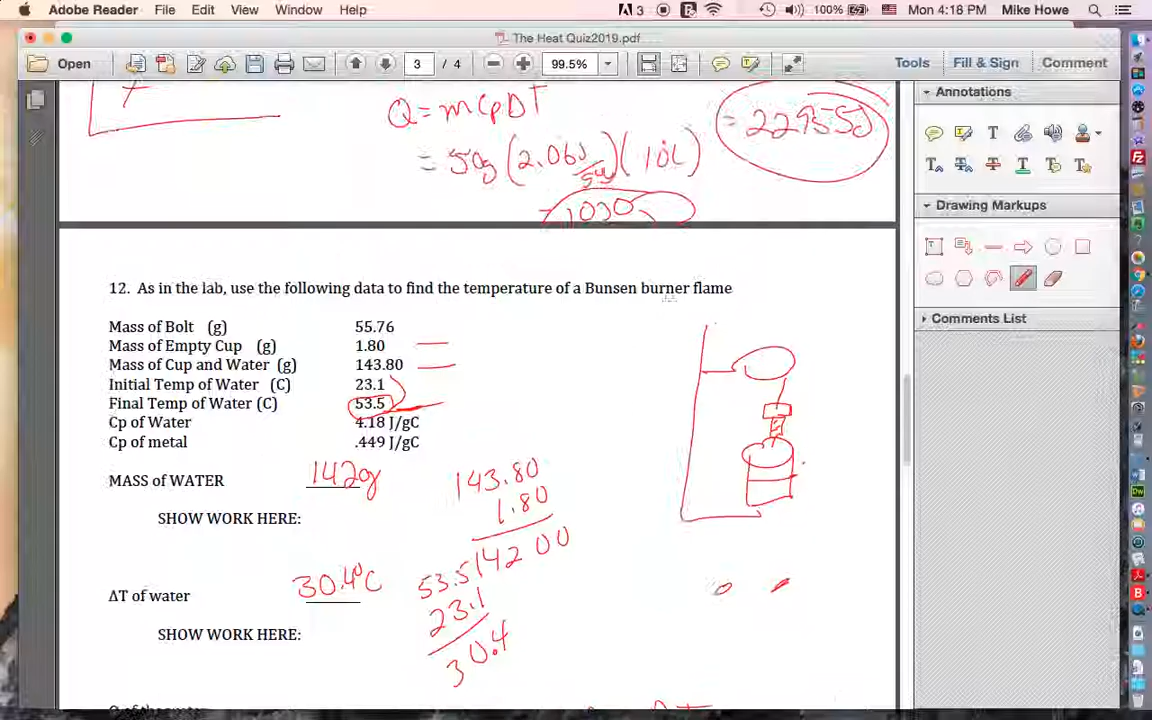 Adobe Reader File Edit View Window Help 3 100% Mon 4:18 PM Mike Howe
The Heat Quiz2019.pdf
Open 3 / 4 99.5% Tools Fill & Sign Comment
Annotations
Drawing Markups
Comments List
Q = mCpDT
= 50g (2.06J/g (10C)
= 22955J
= 1030
12. As in the lab, use the following data to find the temperature of a Bunsen burner flame
Mass of Bolt (g) 55.76
Mass of Empty Cup (g) 1.80
Mass of Cup and Water (g) 143.80
Initial Temp of Water (C) 23.1
Final Temp of Water (C) 53.5
Cp of Water 4.18 J/gC
Cp of metal .449 J/gC
MASS of WATER 142g
143.80
1.80
142 00
SHOW WORK HERE:
ΔT of water 30.4°C
53.5
23.1
30.4
SHOW WORK HERE: